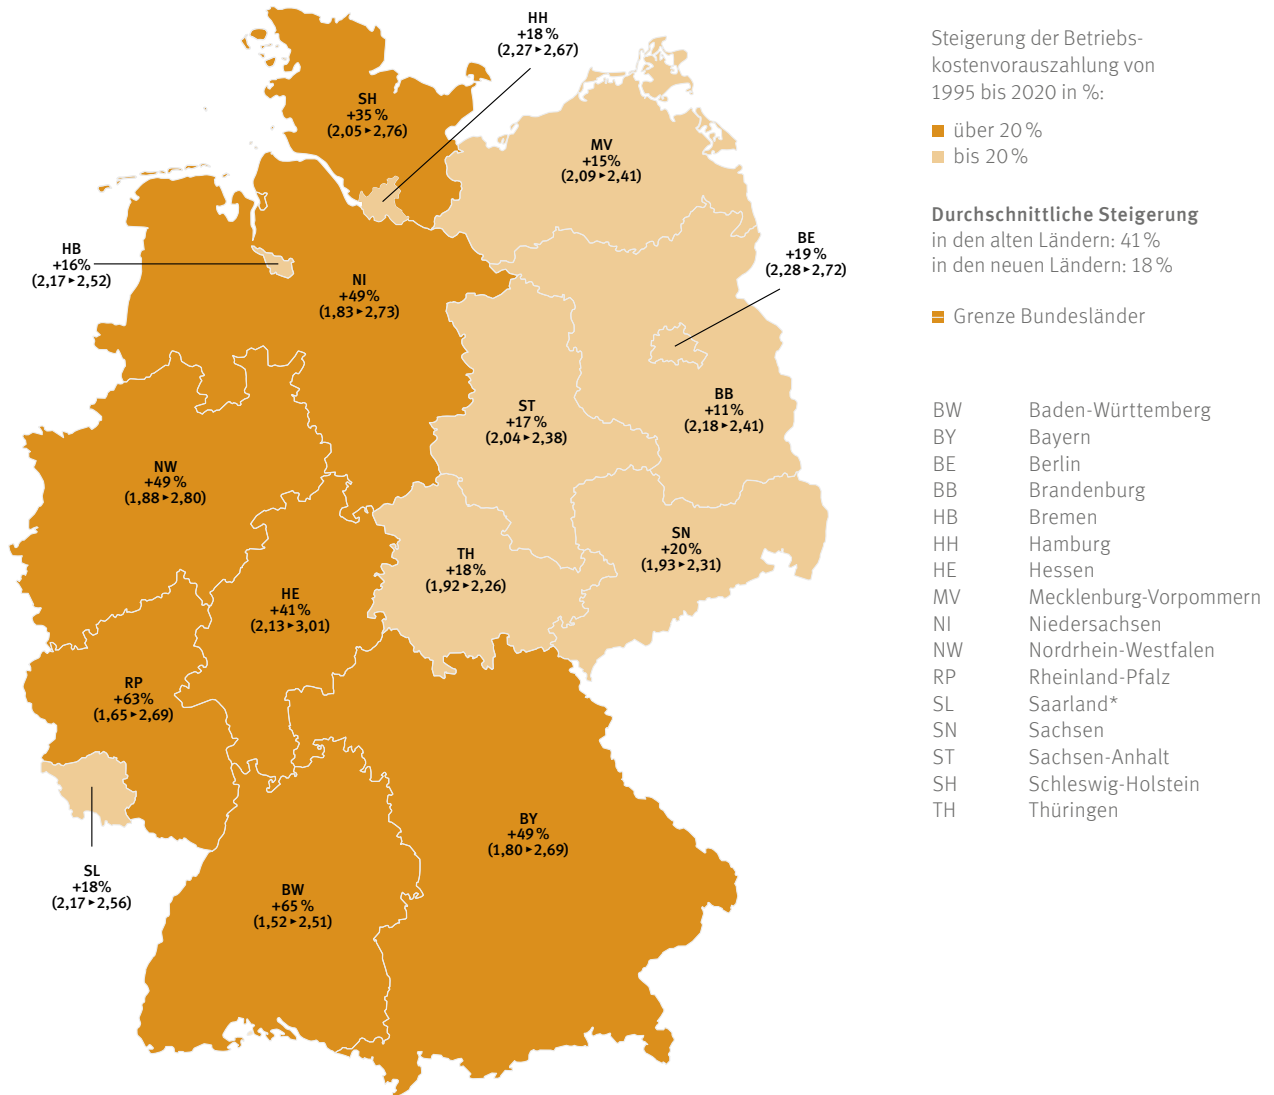 HH
+18 %
(2,27▸2,67)
SH
+35 %
(2,05▸2,76)
MV
+15%
(2,09▸2,41)
HB
+16%
(2,17▸2,52)
BE
+19 %
(2,28▸2,72)
NI
+49%
(1,83▸2,73)
ST
+17 %
(2,04▸2,38)
BB
+11%
(2,18▸2,41)
NW
+49 %
(1,88▸2,80)
SN
+20%
(1,93▸2,31)
TH
+18%
(1,92▸2,26)
HE
+41 %
(2,13▸3,01)
RP
+63%
(1,65▸2,69)
BY
+49%
(1,80▸2,69)
SL
+18%
(2,17▸2,56)
BW
+65 %
(1,52▸2,51)
Steigerung der Betriebs-
kostenvorauszahlung von
1995 bis 2020 in %:
über 20 %
bis 20 %
Durchschnittliche Steigerung
in den alten Ländern: 41 %
in den neuen Ländern: 18 %
Grenze Bundesländer
BW Baden-Württemberg
BY Bayern
BE Berlin
BB Brandenburg
HB Bremen
HH Hamburg
HE Hessen
MV Mecklenburg-Vorpommern
NI Niedersachsen
NW Nordrhein-Westfalen
RP Rheinland-Pfalz
SL Saarland*
SN Sachsen
ST Sachsen-Anhalt
SH Schleswig-Holstein
TH Thüringen